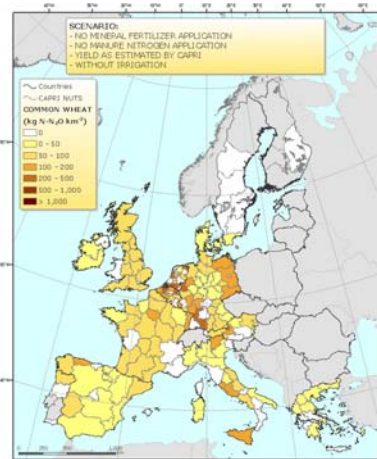 SCENARIO:
- NO MINERAL FERTILIZER APPLICATION
- NO MANURE NITROGEN APPLICATION
- YIELD AS ESTIMATED BY CAPRI
- WITHOUT IRRIGATION
Countries
CAPRI NUTS
COMMON WHEAT
(kg N-N₂O km⁻²)
0
0 - 50
50 - 100
100 - 200
200 - 500
500 - 1,000
> 1,000